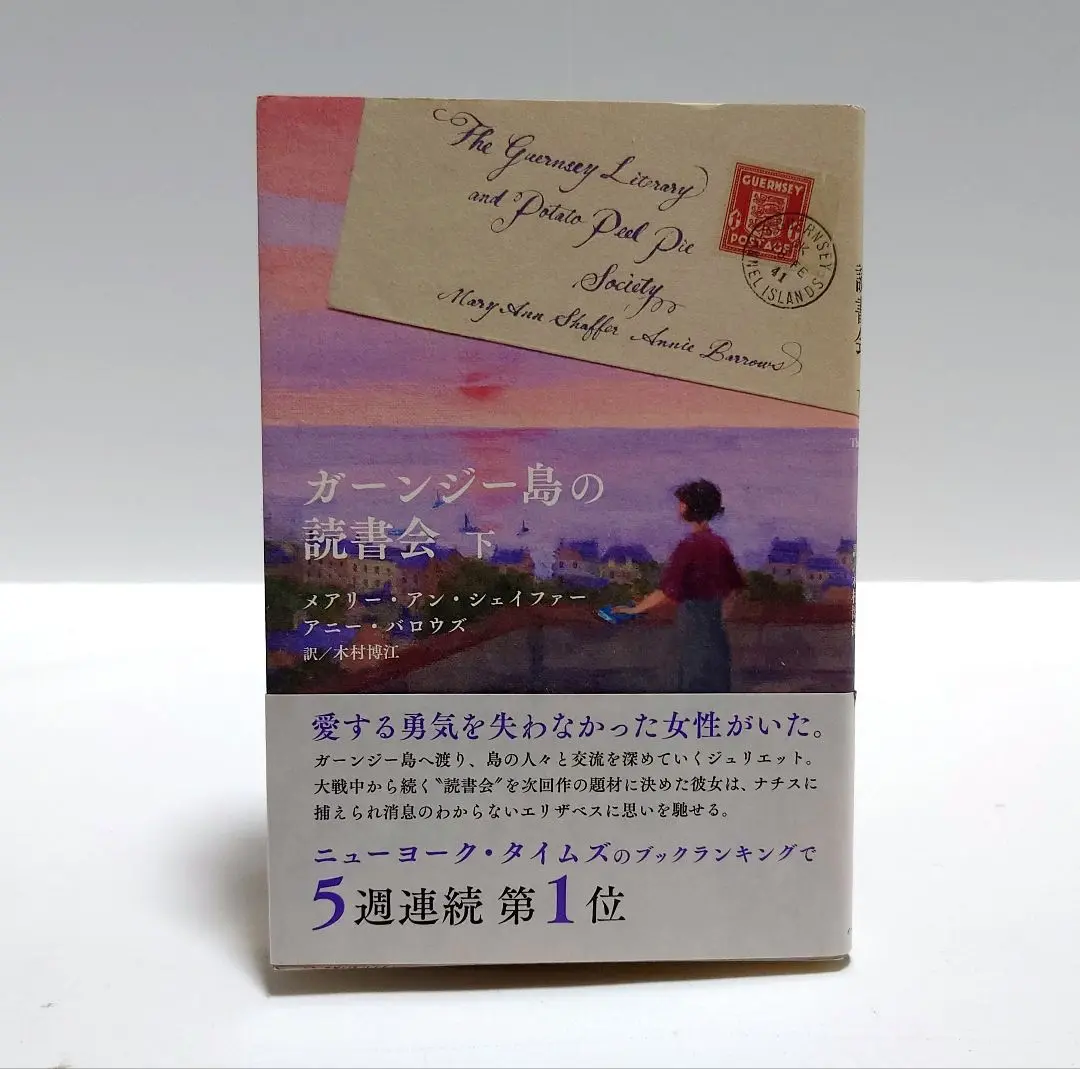 The Guernsey Literary
and Potato Peel Pie
Society
Mary Ann Shaffer Annie Barrows
GUERNSEY
POSTAGE
41
ガーンジー島の
読書会 下
メアリー・アン・シェイファー
アニー・バロウズ
訳／木村博江
愛する勇気を失わなかった女性がいた。
ガーンジー島へ渡り、島の人々と交流を深めていくジュリエット。
大戦中から続く〝読書会〟を次回作の題材に決めた彼女は、ナチスに
捕えられ消息のわからないエリザベスに思いを馳せる。
ニューヨーク・タイムズのブックランキングで
5週連続 第1位
読書会